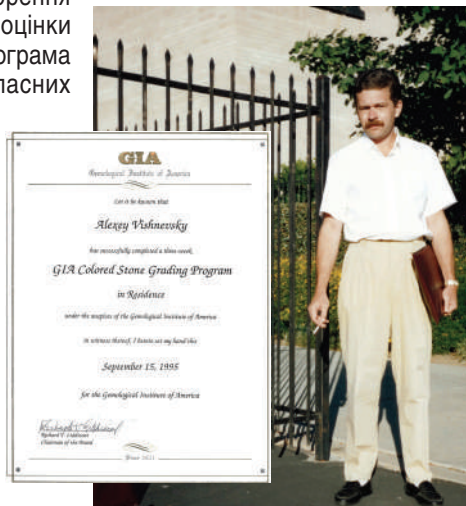 орення
оцінки
ограма
ласних
GIA
Gemological Institute of America
Let it be known that
Alexey Vishnevsky
has successfully completed a three-week
GIA Colored Stone Grading Program
in Residence
under the auspices of the Gemological Institute of America
in witness thereof, I hereto set my hand this
September 15, 1995
for the Gemological Institute of America
Chairman of the Board
Since 1931